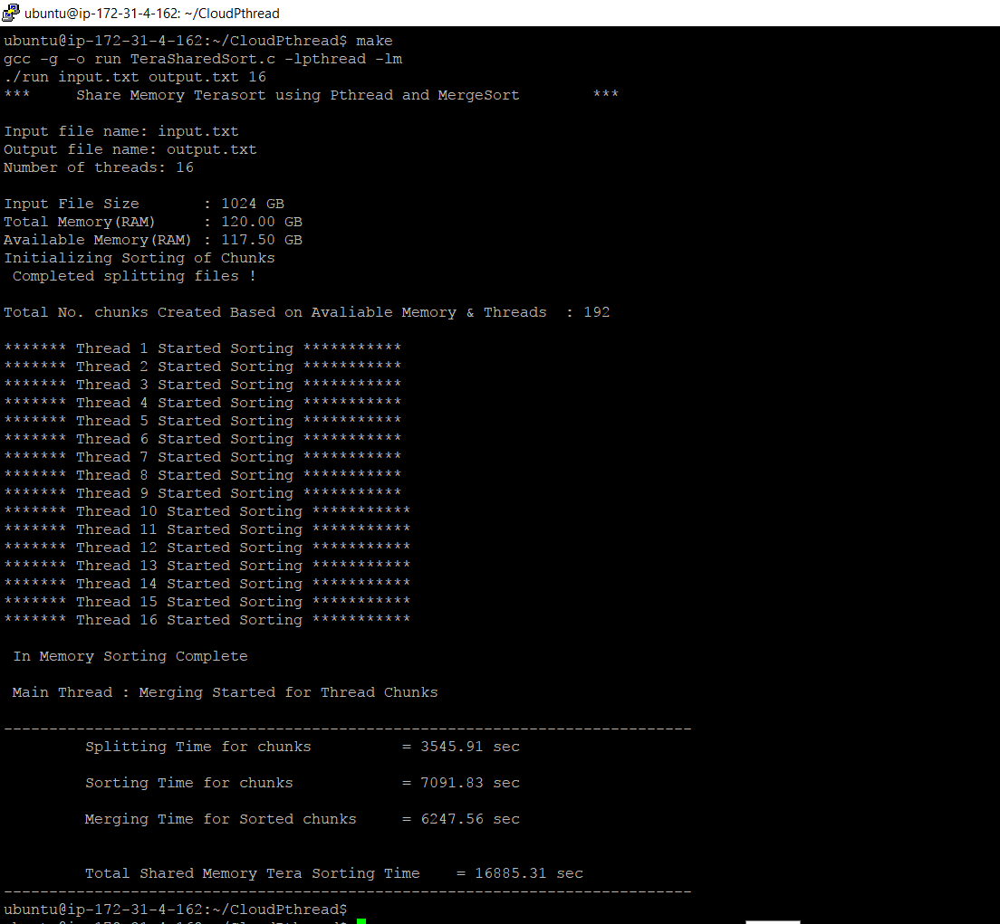 ubuntu@ip-172-31-4-162: ~/CloudPthread
ubuntu@ip-172-31-4-162:~/CloudPthread$ make
gcc -g -o run TeraSharedSort.c -lpthread -lm
./run input.txt output.txt 16
***     Share Memory Terasort using Pthread and MergeSort        ***
Input file name: input.txt
Output file name: output.txt
Number of threads: 16
Input File Size       : 1024 GB
Total Memory(RAM)     : 120.00 GB
Available Memory(RAM) : 117.50 GB
Initializing Sorting of Chunks
Completed splitting files !
Total No. chunks Created Based on Avaliable Memory & Threads  : 192
******* Thread 1 Started Sorting ***********
******* Thread 2 Started Sorting ***********
******* Thread 3 Started Sorting ***********
******* Thread 4 Started Sorting ***********
******* Thread 5 Started Sorting ***********
******* Thread 6 Started Sorting ***********
******* Thread 7 Started Sorting ***********
******* Thread 8 Started Sorting ***********
******* Thread 9 Started Sorting ***********
******* Thread 10 Started Sorting ***********
******* Thread 11 Started Sorting ***********
******* Thread 12 Started Sorting ***********
******* Thread 13 Started Sorting ***********
******* Thread 14 Started Sorting ***********
******* Thread 15 Started Sorting ***********
******* Thread 16 Started Sorting ***********
In Memory Sorting Complete
Main Thread : Merging Started for Thread Chunks
----------------------------------------------------------------------------
Splitting Time for chunks          = 3545.91 sec
Sorting Time for chunks            = 7091.83 sec
Merging Time for Sorted chunks     = 6247.56 sec
Total Shared Memory Tera Sorting Time    = 16885.31 sec
----------------------------------------------------------------------------
ubuntu@ip-172-31-4-162:~/CloudPthread$